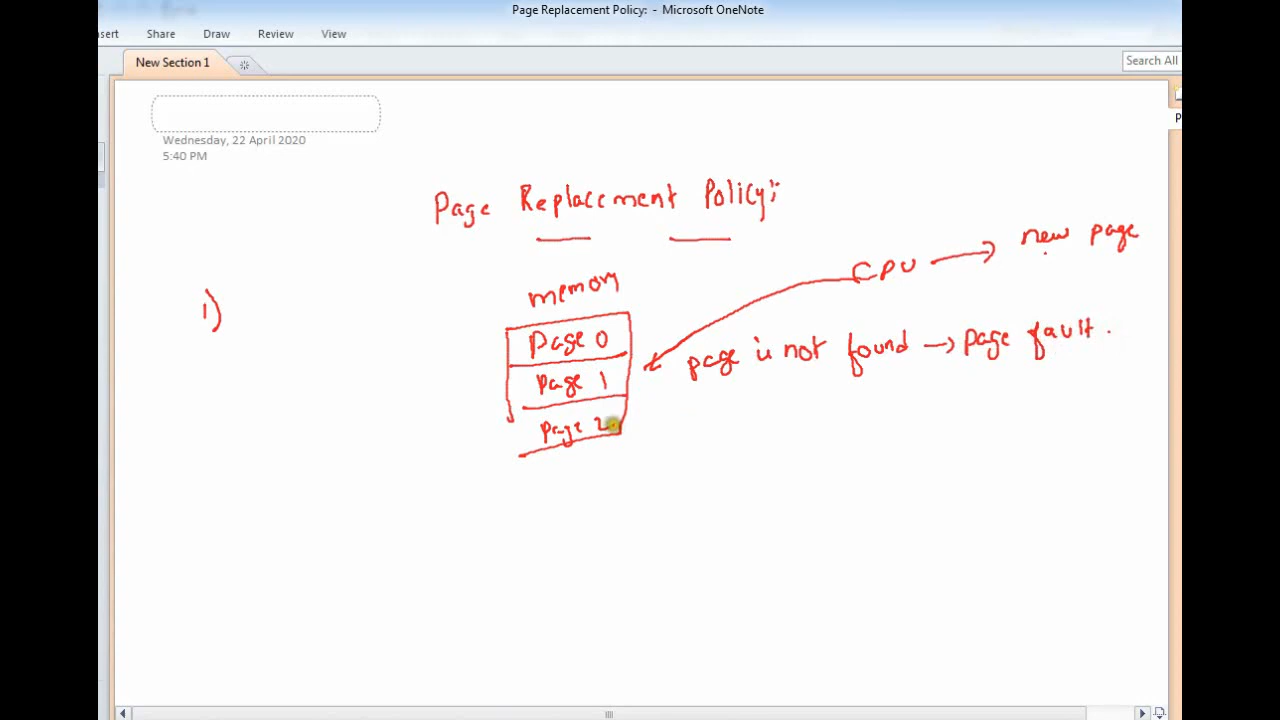 Page Replacement Policy: - Microsoft OneNote
sert Share Draw Review View
New Section 1
Search All
Wednesday, 22 April 2020
5:40 PM
P
Page Replacement Policy:
CPU → new page
1)
memory
Page 0
page is not found → page fault.
Page 1
Page 2